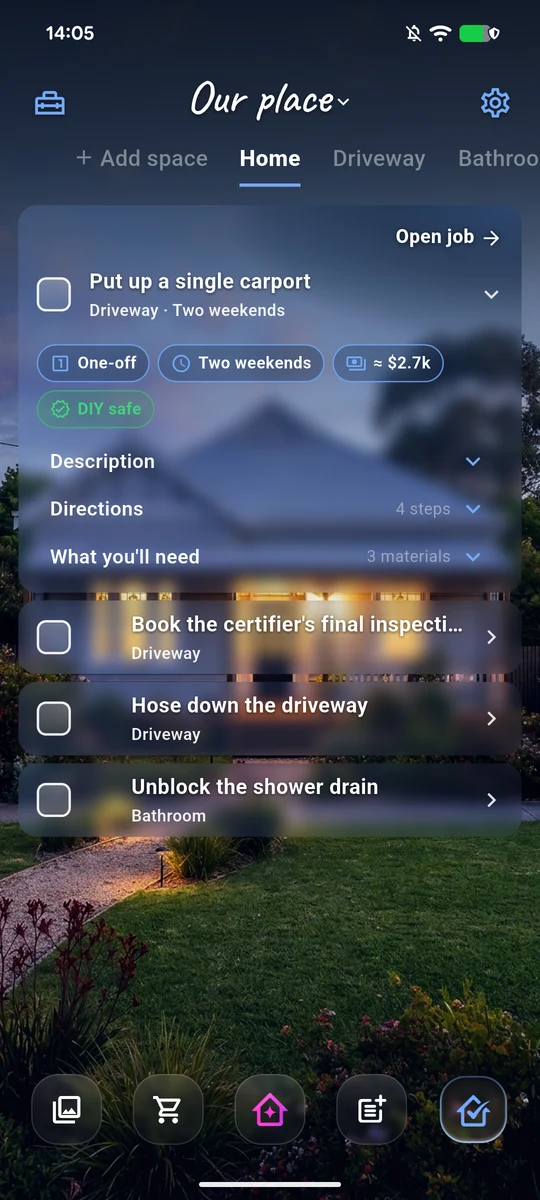 14:05
Our place
+ Add space Home Driveway Bathroo
Open job →
Put up a single carport
Driveway · Two weekends
1 One-off Two weekends ≈ $2.7k
DIY safe
Description
Directions 4 steps
What you'll need 3 materials
Book the certifier's final inspecti...
Driveway
Hose down the driveway
Driveway
Unblock the shower drain
Bathroom